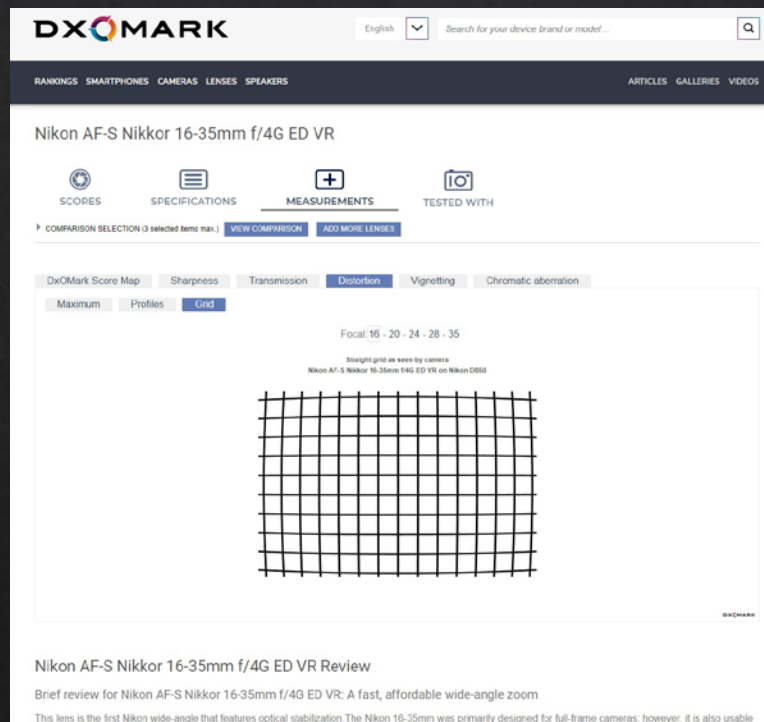 DXOMARK
English
Search for your device brand or model...
RANKINGS SMARTPHONES CAMERAS LENSES SPEAKERS ARTICLES GALLERIES VIDEOS
Nikon AF-S Nikkor 16-35mm f/4G ED VR
SCORES SPECIFICATIONS MEASUREMENTS TESTED WITH
COMPARISON SELECTION (3 selected items max.) VIEW COMPARISON ADD MORE LENSES
DxOMark Score Map Sharpness Transmission Distortion Vignetting Chromatic aberration
Maximum Profiles Grid
Focal: 16 - 20 - 24 - 28 - 35
Straight grid as seen by camera
Nikon AF-S Nikkor 16-35mm f/4G ED VR on Nikon D850
DXOMARK
Nikon AF-S Nikkor 16-35mm f/4G ED VR Review
Brief review for Nikon AF-S Nikkor 16-35mm f/4G ED VR: A fast, affordable wide-angle zoom
This lens is the first Nikon wide-angle that features optical stabilization The Nikon 16-35mm was primarily designed for full-frame cameras; however, it is also usable